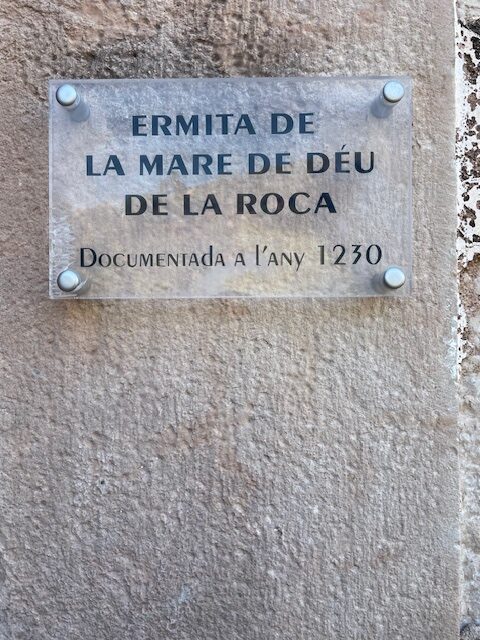 ERMITA DE
LA MARE DE DÉU
DE LA ROCA
Documentada a l'any 1230